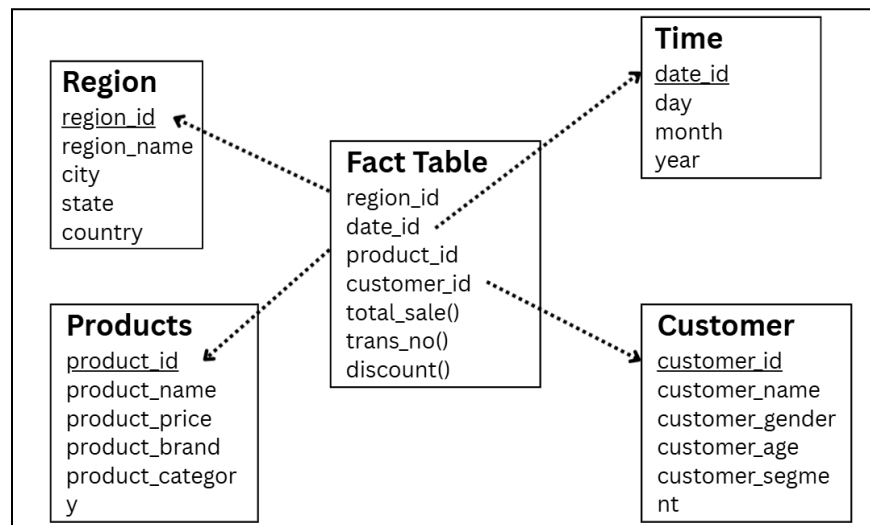 Region
region_id
region_name
city
state
country
Fact Table
region_id
date_id
product_id
customer_id
total_sale()
trans_no()
discount()
Time
date_id
day
month
year
Products
product_id
product_name
product_price
product_brand
product_categor
y
Customer
customer_id
customer_name
customer_gender
customer_age
customer_segme
nt